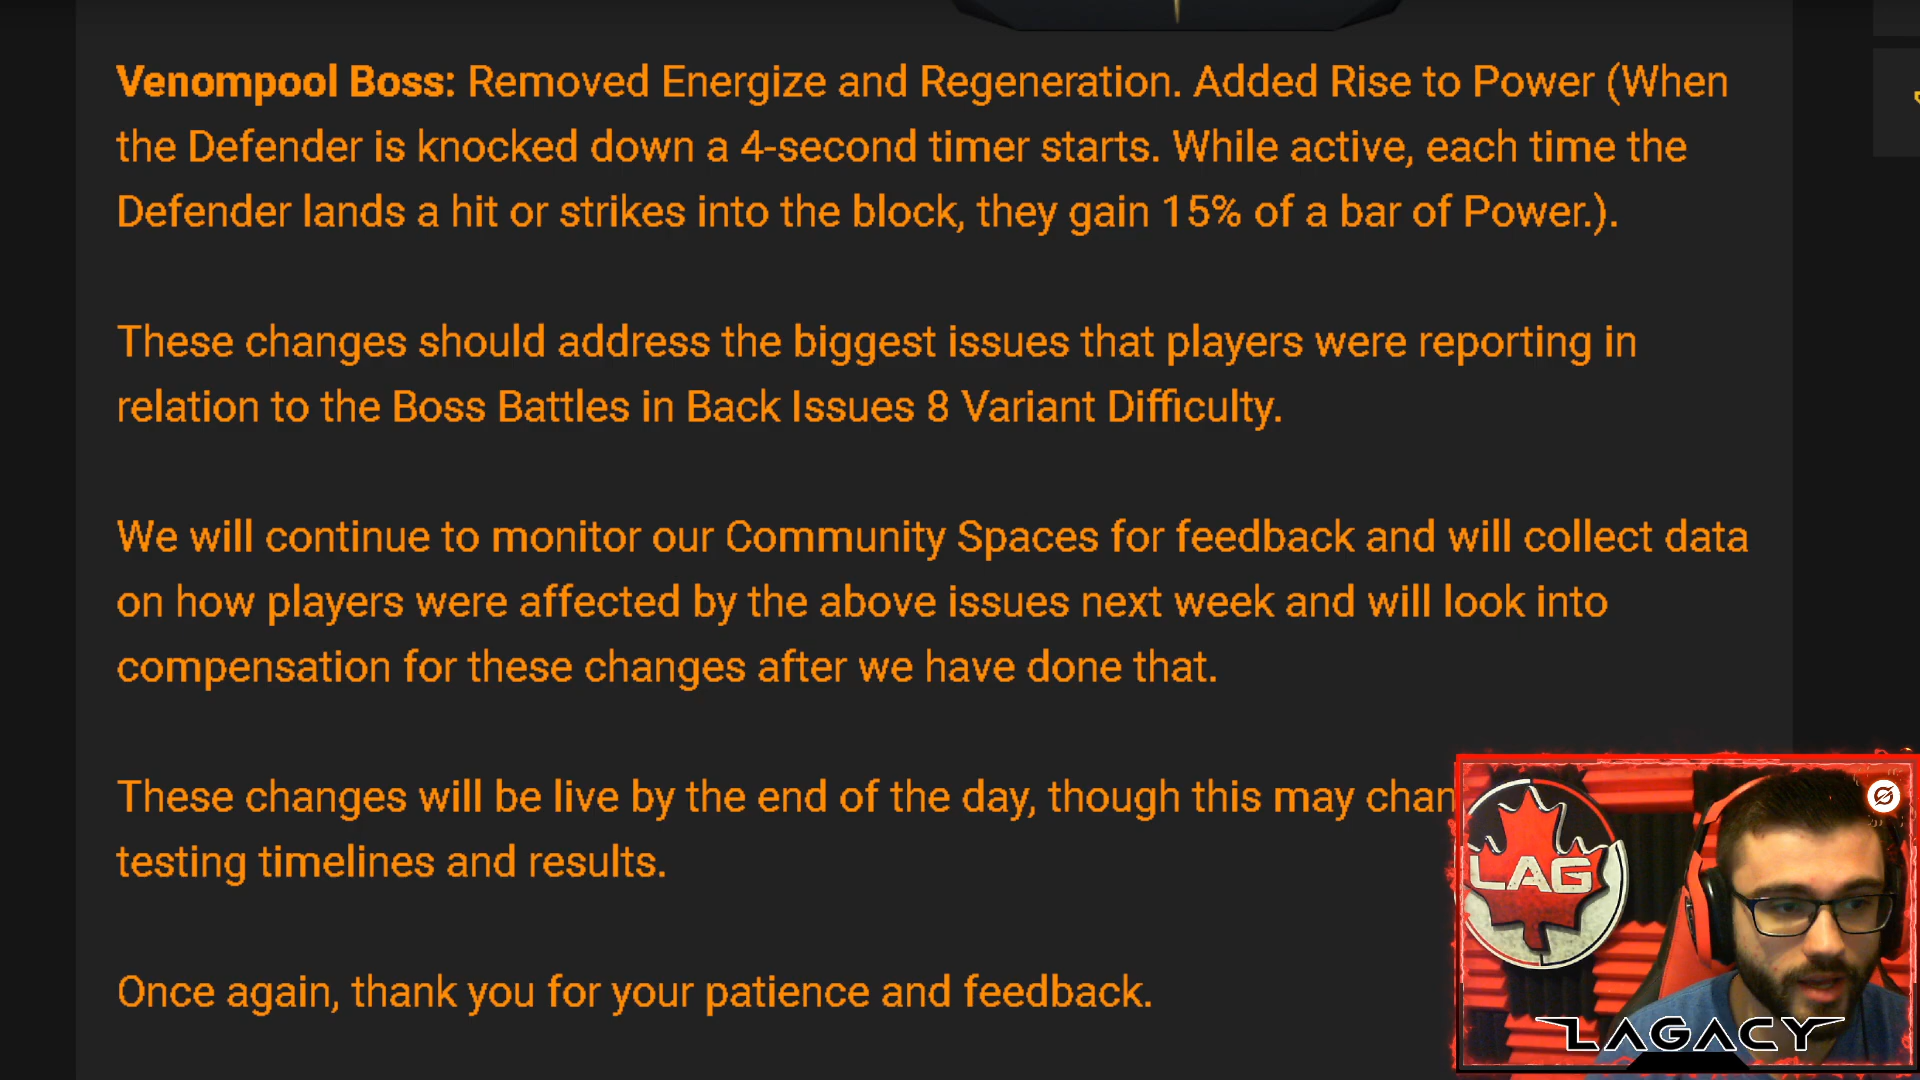 Venompool Boss: Removed Energize and Regeneration. Added Rise to Power (When
the Defender is knocked down a 4-second timer starts. While active, each time the
Defender lands a hit or strikes into the block, they gain 15% of a bar of Power.).
These changes should address the biggest issues that players were reporting in
relation to the Boss Battles in Back Issues 8 Variant Difficulty.
We will continue to monitor our Community Spaces for feedback and will collect data
on how players were affected by the above issues next week and will look into
compensation for these changes after we have done that.
These changes will be live by the end of the day, though this may chan
testing timelines and results.
Once again, thank you for your patience and feedback.
LAG
LAGACY